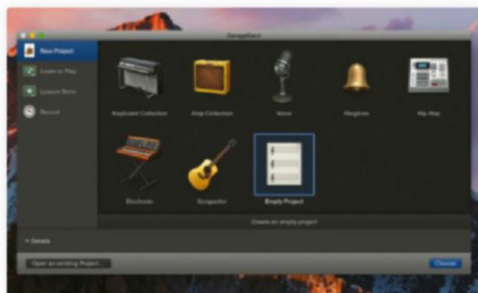 GarageBand
New Project
Learn to Play
Lesson Store
Recent
Keyboard Collection
Amp Collection
Voice
Ringtone
Hip Hop
Electronic
Songwriter
Empty Project
Create an empty project
Details
Open an existing Project...
Choose